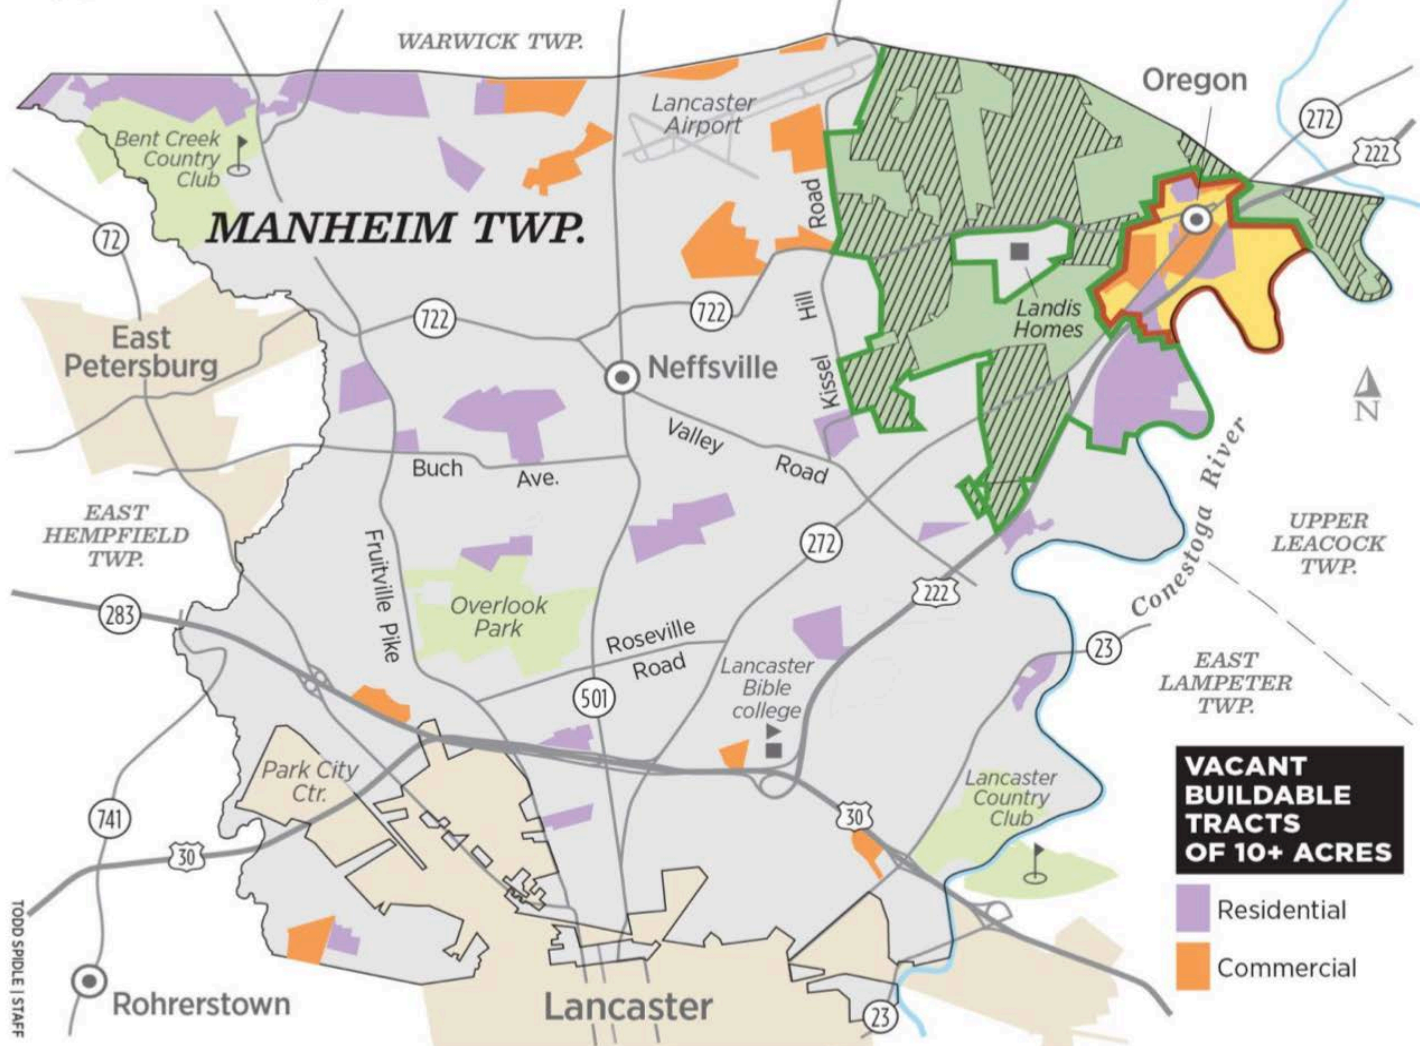 WARWICK TWP.
Oregon
272
222
Lancaster
Airport
Bent Creek
Country
Club
MANHEIM TWP.
Road
72
Landis
Homes
722
722
Hill
East
Petersburg
Neffsville
Kissel
N
Valley
Road
Buch
Ave.
EAST
HEMPFIELD
TWP.
Conestoga River
UPPER
LEACOCK
TWP.
272
Fruitville Pike
222
283
Overlook
Park
Roseville
Road
23
Lancaster
Bible
college
EAST
LAMPETER
TWP.
501
Park City
Ctr.
Lancaster
Country
Club
VACANT
BUILDABLE
TRACTS
OF 10+ ACRES
741
30
30
Residential
Commercial
TODD SPIDLE | STAFF
Rohrerstown
Lancaster
23